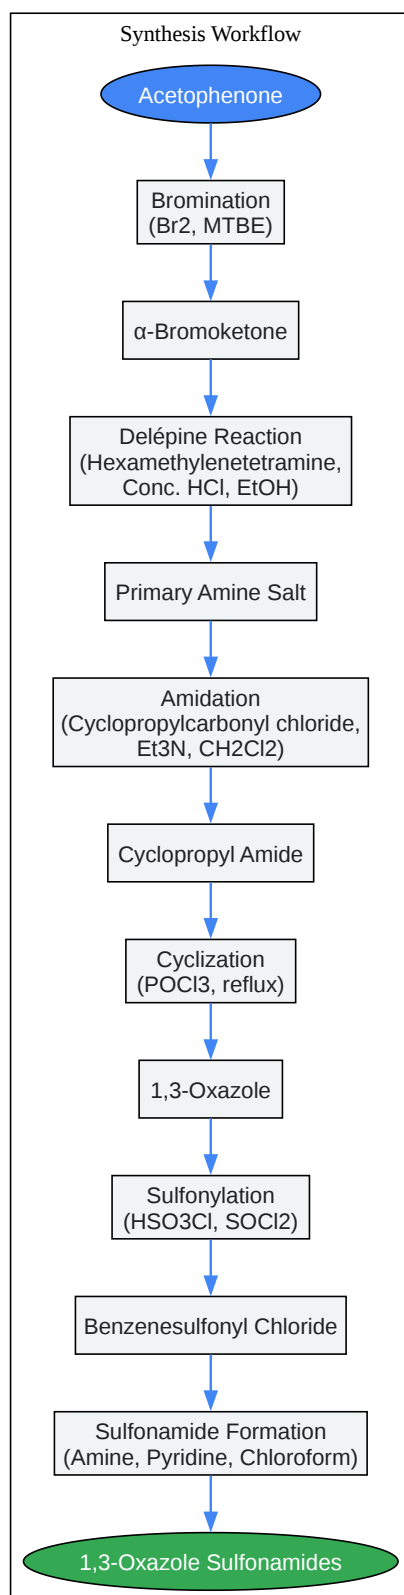 Synthesis Workflow
Acetophenone
Bromination
(Br2, MTBE)
α-Bromoketone
Delépine Reaction
(Hexamethylenetetramine,
Conc. HCl, EtOH)
Primary Amine Salt
Amidation
(Cyclopropylcarbonyl chloride,
Et3N, CH2Cl2)
Cyclopropyl Amide
Cyclization
(POCl3, reflux)
1,3-Oxazole
Sulfonylation
(HSO3Cl, SOCl2)
Benzenesulfonyl Chloride
Sulfonamide Formation
(Amine, Pyridine, Chloroform)
1,3-Oxazole Sulfonamides